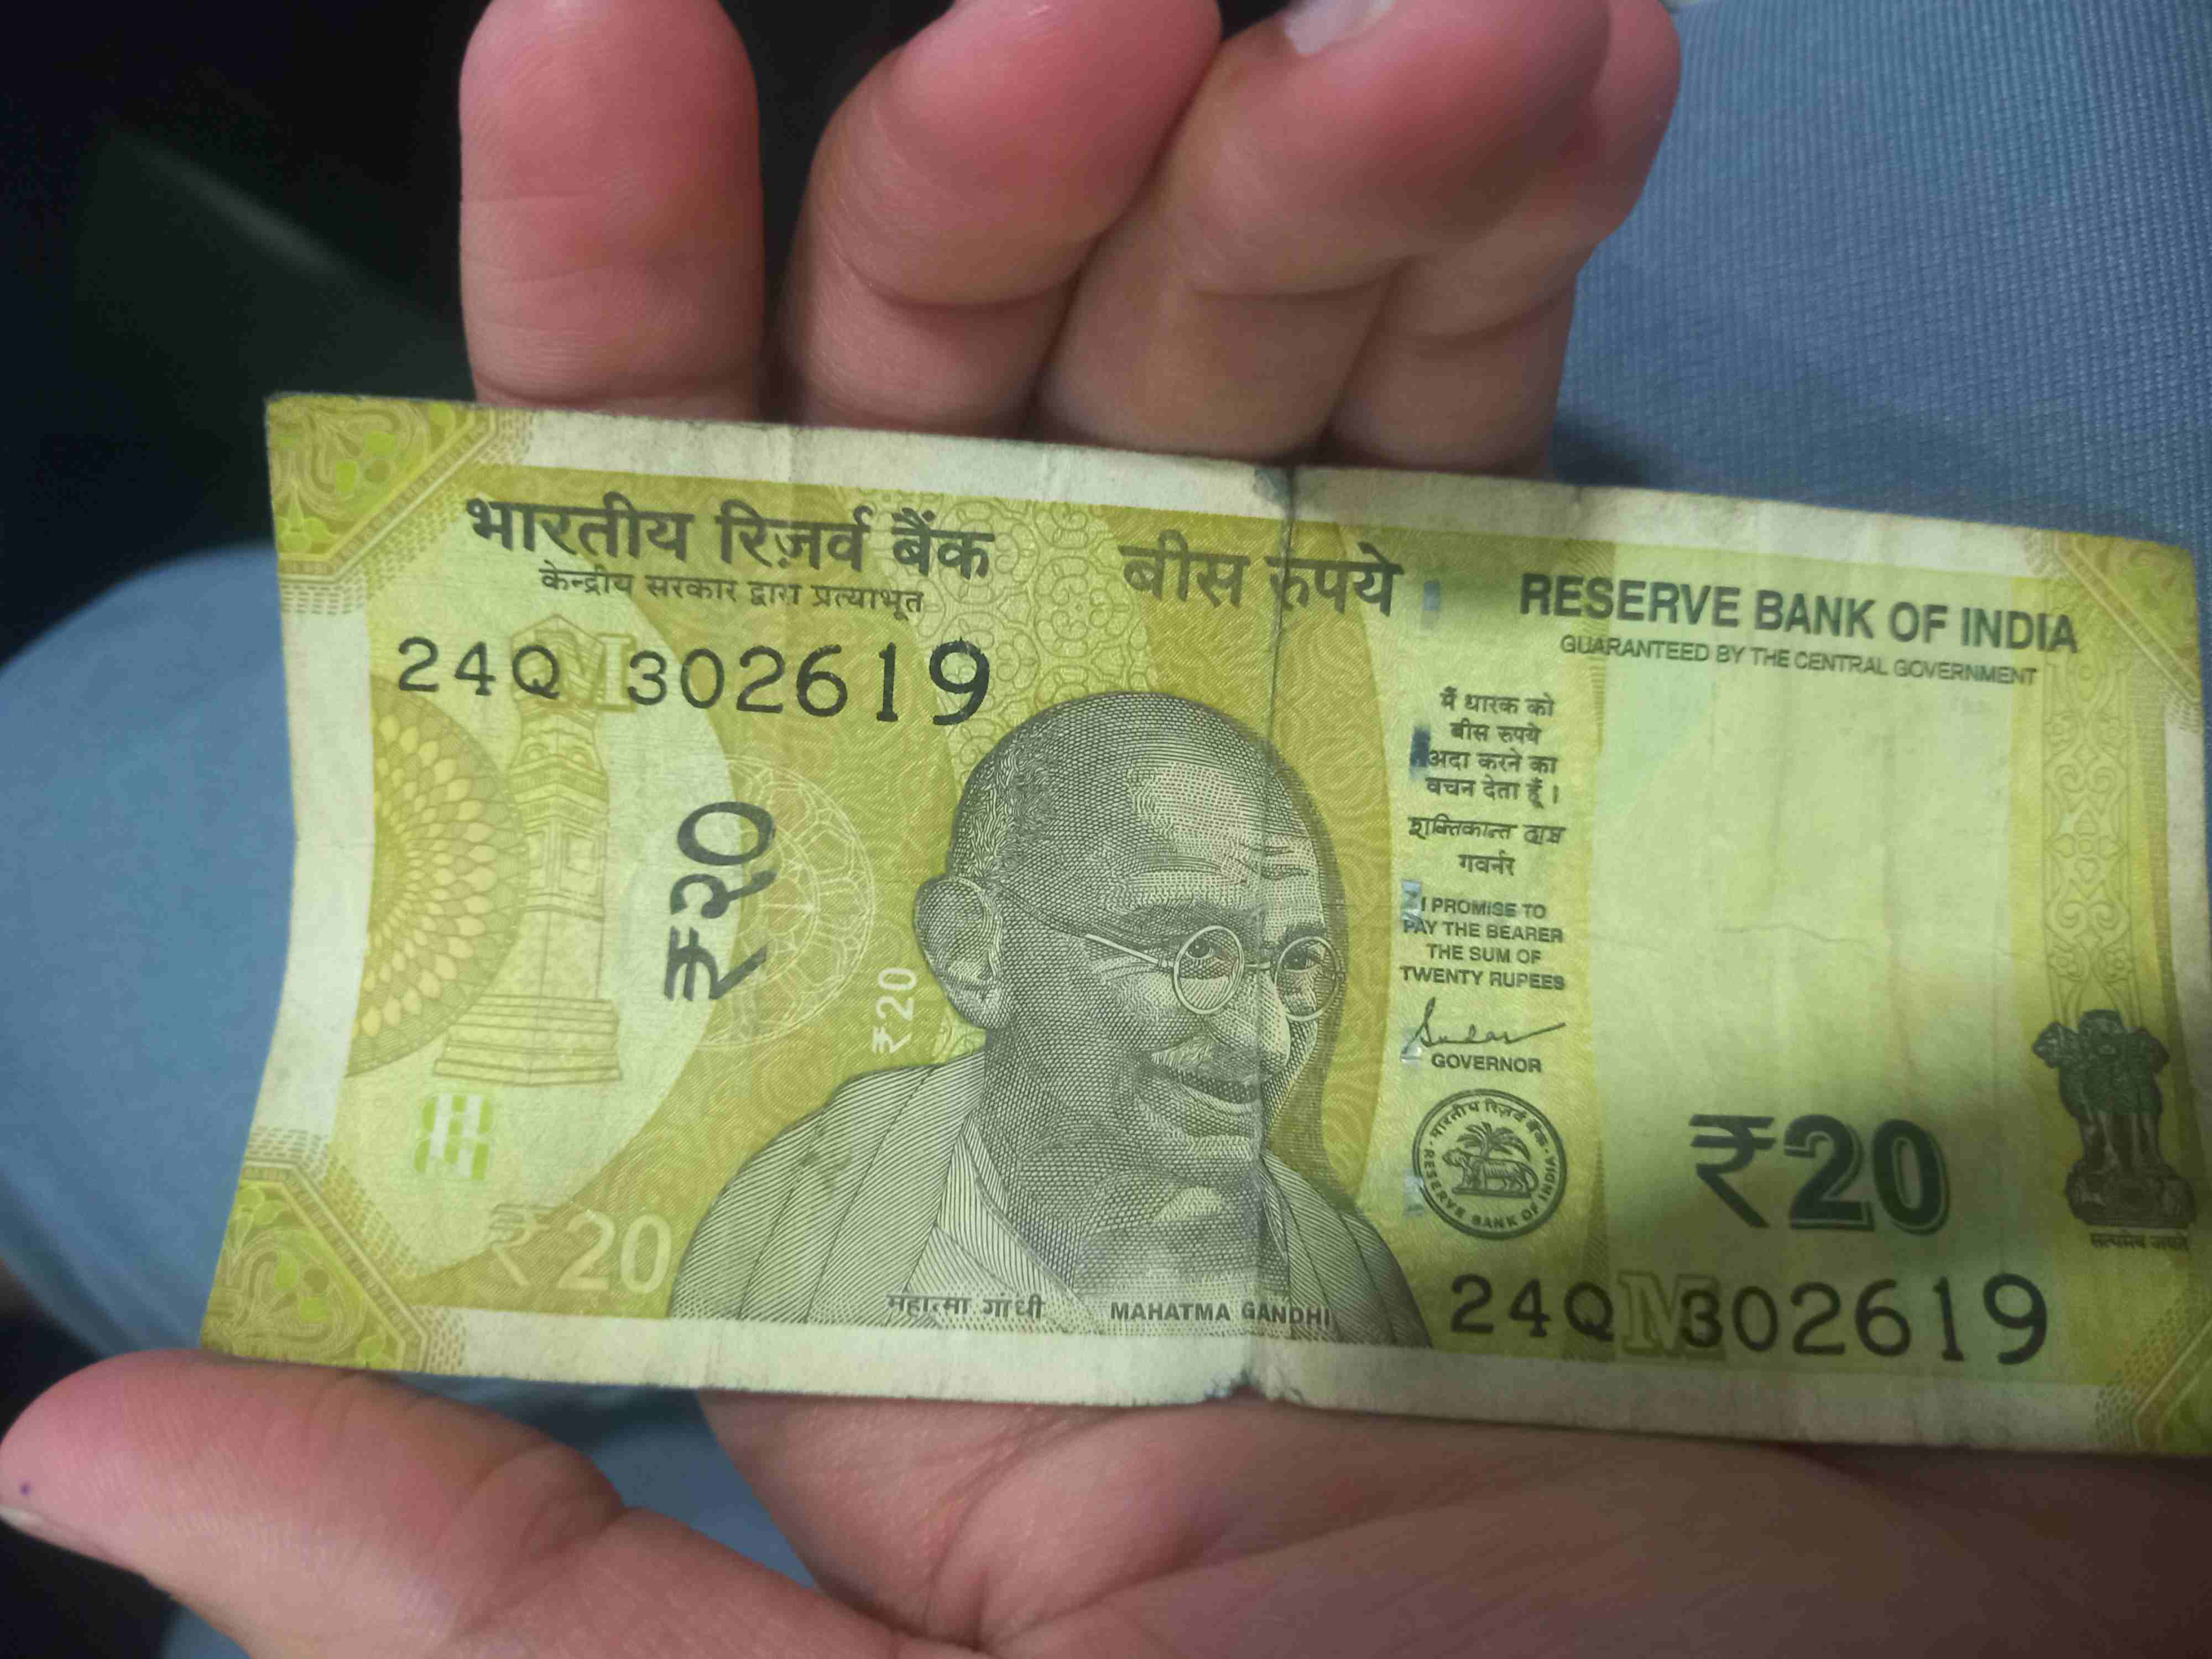 भारतीय रिज़र्व बैंक
केन्द्रीय सरकार द्वारा प्रत्याभूत
बीस रुपये
RESERVE BANK OF INDIA
GUARANTEED BY THE CENTRAL GOVERNMENT
24Q 302619
M
₹२०
₹20
₹20
मैं धारक को
बीस रुपये
अदा करने का
वचन देता हूँ।
शक्तिकान्त दास
गवर्नर
I PROMISE TO
PAY THE BEARER
THE SUM OF
TWENTY RUPEES
GOVERNOR
भारतीय रिज़र्व बैंक
RESERVE BANK OF INDIA
₹20
सत्यमेव जयते
महात्मा गांधी
MAHATMA GANDHI
24Q 302619
M